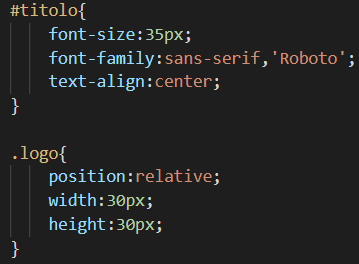 #titolo{
font-size:35px;
font-family:sans-serif,'Roboto';
text-align:center;
}
.logo{
position:relative;
width:30px;
height:30px;
}